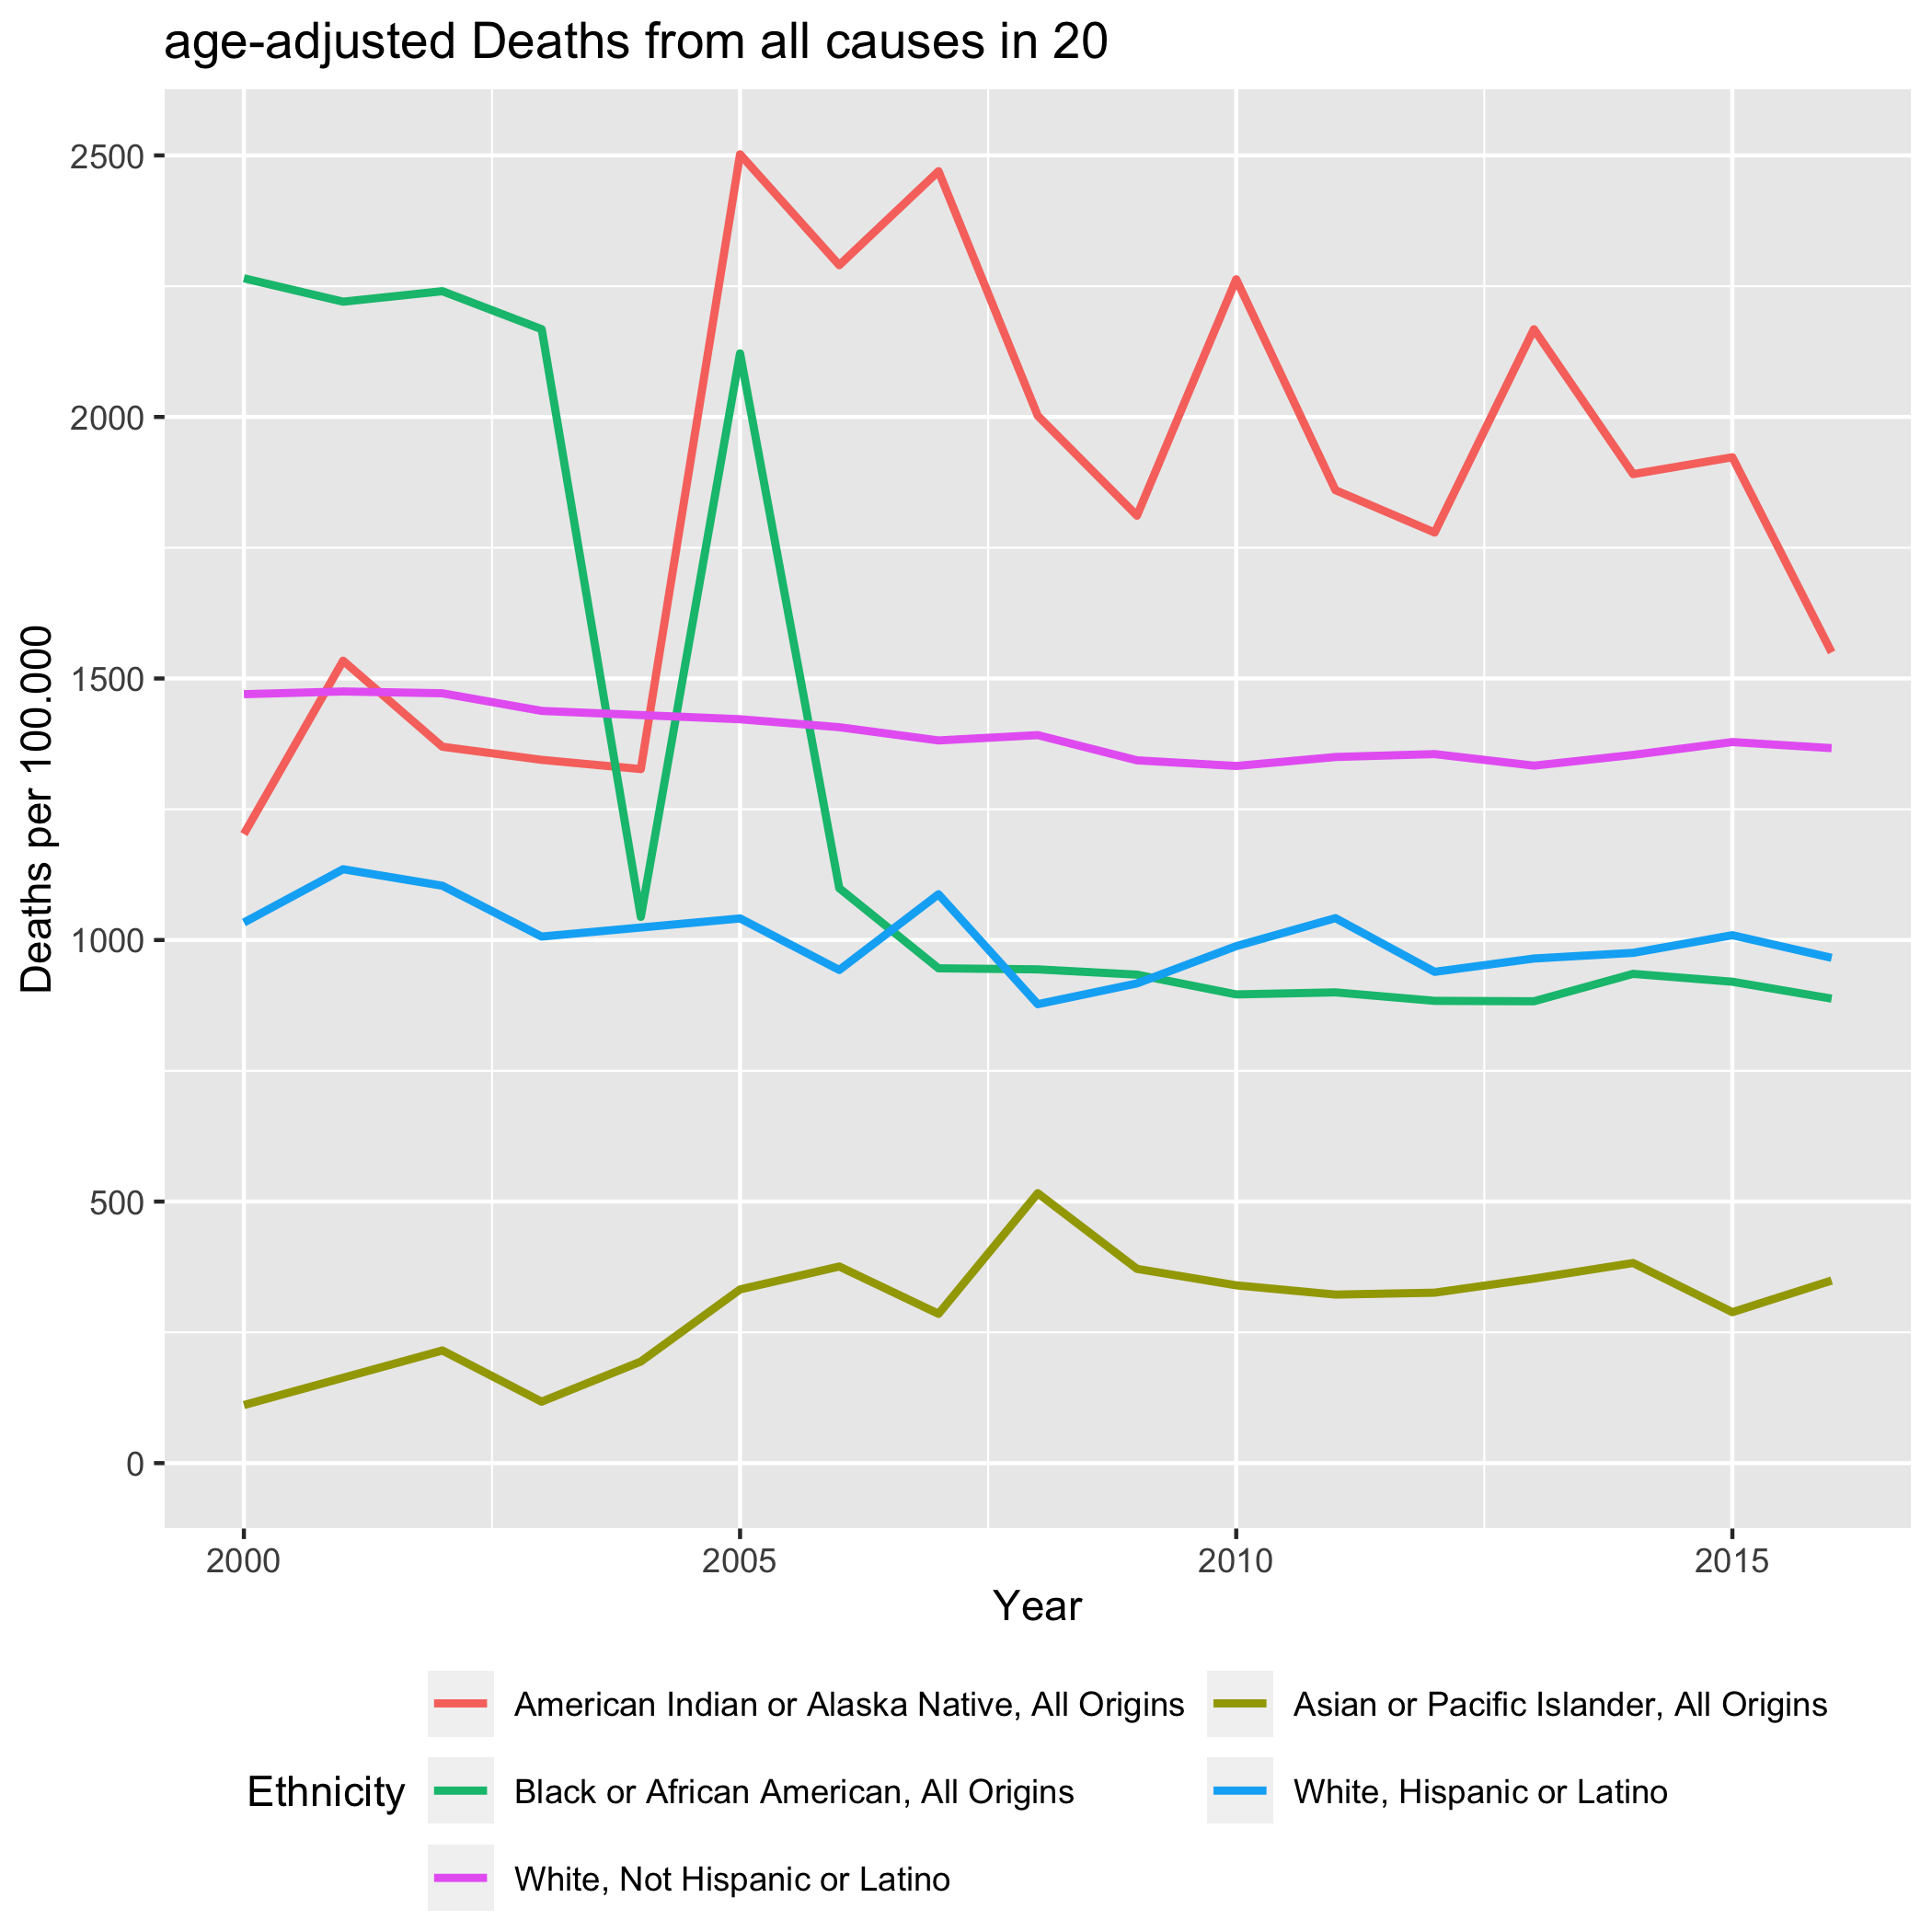 age-adjusted Deaths from all causes in 20
Deaths per 100.000
2500
2000
1500
1000
500
0
2000 2005 2010 2015
Year
Ethnicity
American Indian or Alaska Native, All Origins
Asian or Pacific Islander, All Origins
Black or African American, All Origins
White, Hispanic or Latino
White, Not Hispanic or Latino